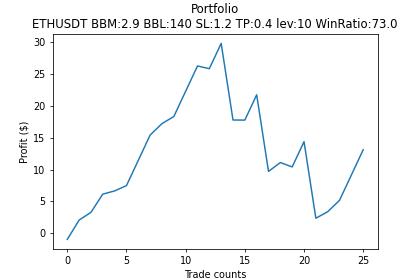 Portfolio
ETHUSDT BBM:2.9 BBL:140 SL:1.2 TP:0.4 lev:10 WinRatio:73.0
30
25
20
15
10
5
0
Profit ($)
0 5 10 15 20 25
Trade counts